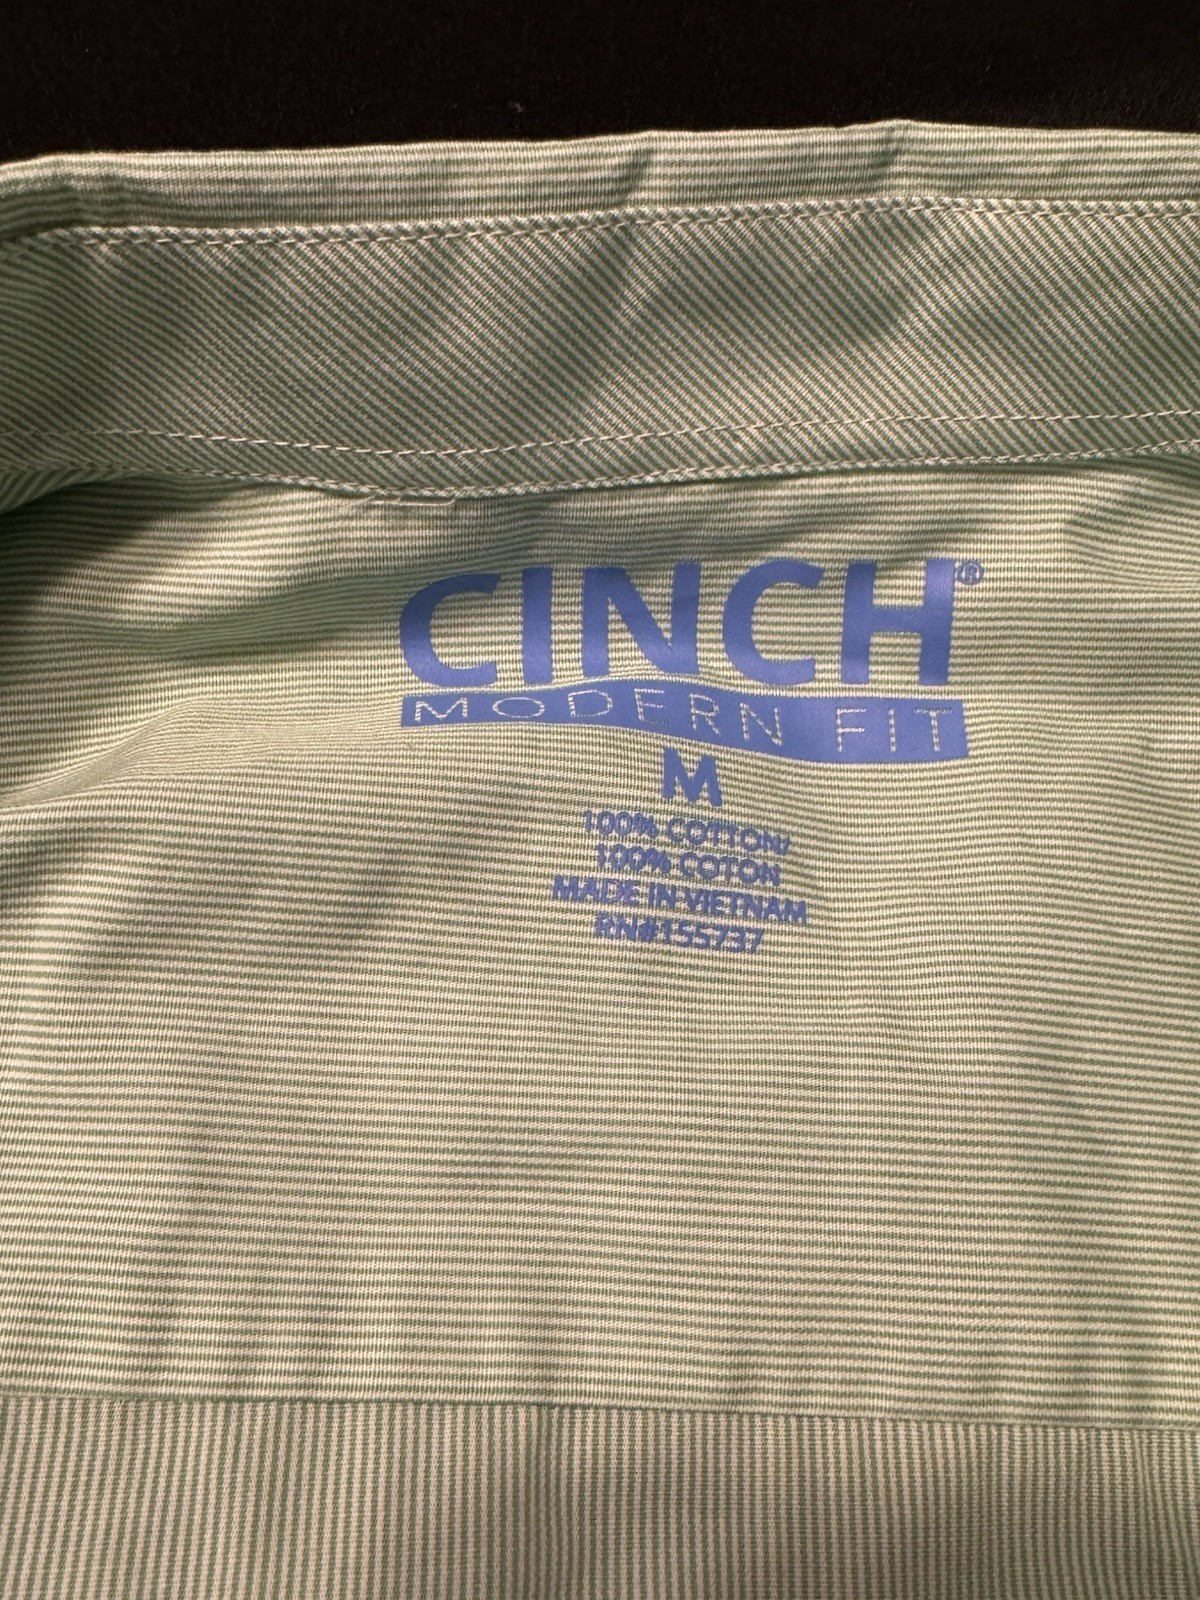 CINCH®
MODERN FIT
M
100% COTTON/
100% COTON
MADE IN VIETNAM
RN#155737